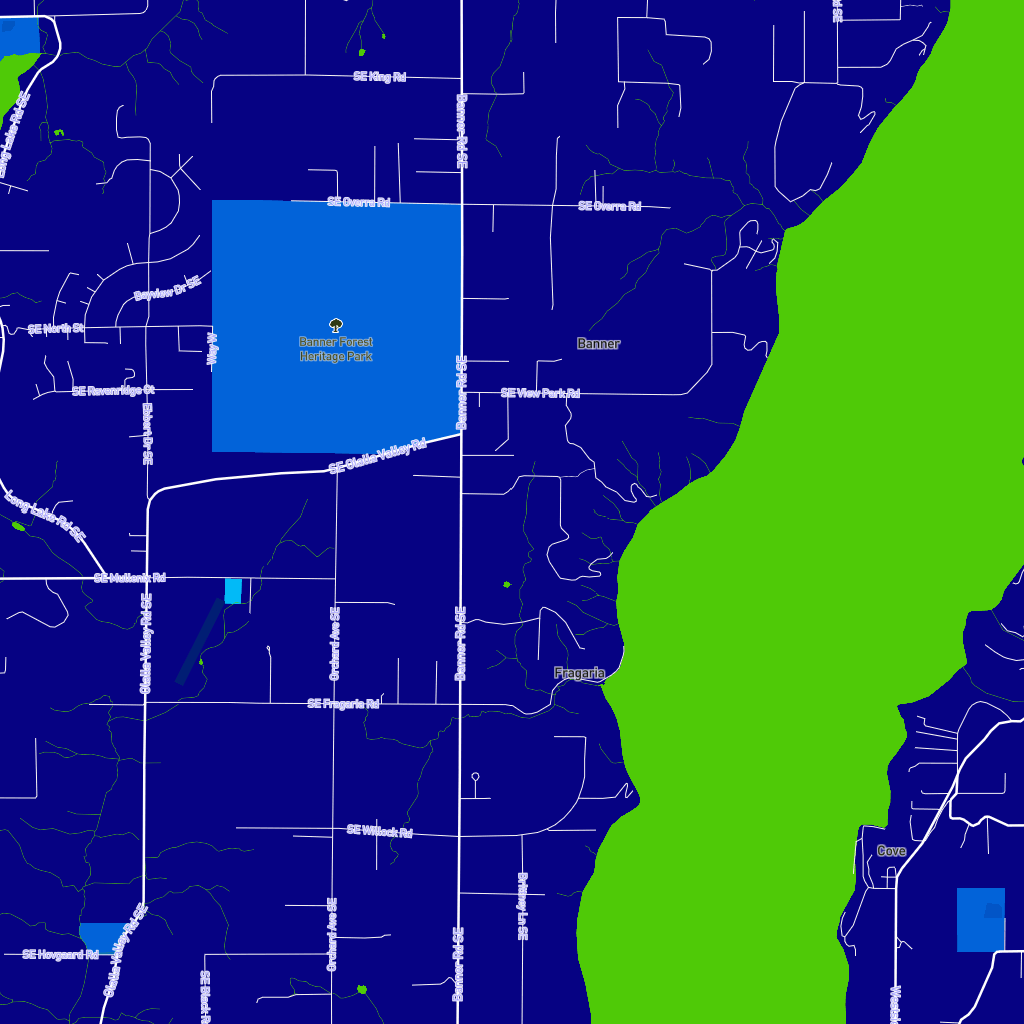 SE King Rd
Long Lake Rd SE
Banner Rd SE
SE Overra Rd
SE Overra Rd
Bayview Dr SE
SE North St
Way W
Banner Forest
Heritage Park
Banner
SE Ravenridge Ct
SE View Park Rd
Banner Rd SE
Elbert Dr SE
SE Olalla Valley Rd
Long Lake Rd SE
SE Mullenix Rd
Olalla Valley Rd SE
Orchard Ave SE
Banner Rd SE
Fragaria
SE Fragaria Rd
SE Willock Rd
Cove
Brittney Ln SE
Orchard Ave SE
Banner Rd SE
Olalla Valley Rd SE
SE Hovgaard Rd